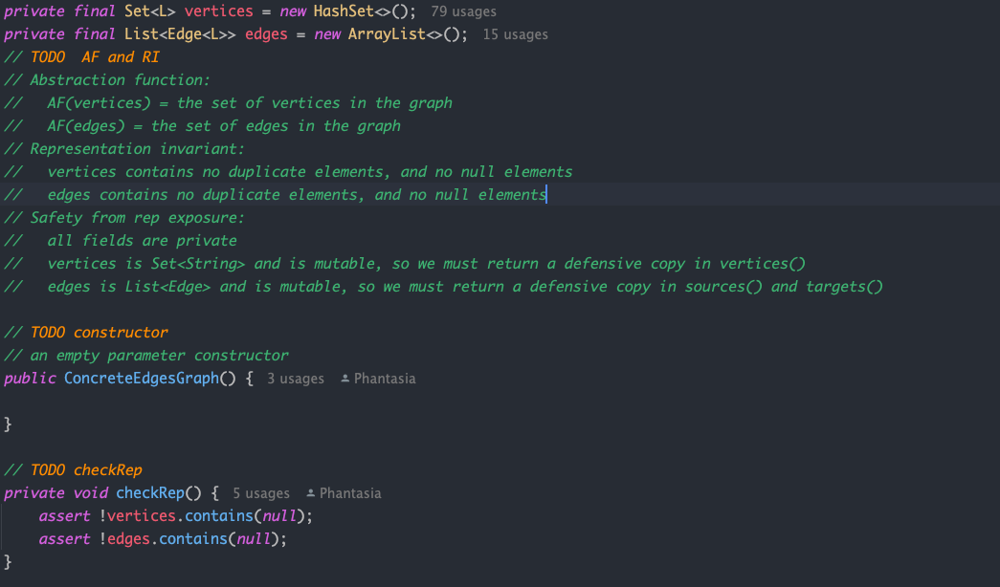 private final Set<L> vertices = new HashSet<>(); 79 usages
private final List<Edge<L>> edges = new ArrayList<>(); 15 usages
// TODO  AF and RI
// Abstraction function:
//   AF(vertices) = the set of vertices in the graph
//   AF(edges) = the set of edges in the graph
// Representation invariant:
//   vertices contains no duplicate elements, and no null elements
//   edges contains no duplicate elements, and no null elements
// Safety from rep exposure:
//   all fields are private
//   vertices is Set<String> and is mutable, so we must return a defensive copy in vertices()
//   edges is List<Edge> and is mutable, so we must return a defensive copy in sources() and targets()
// TODO constructor
// an empty parameter constructor
public ConcreteEdgesGraph() { 3 usages Phantasia
}
// TODO checkRep
private void checkRep() { 5 usages Phantasia
    assert !vertices.contains(null);
    assert !edges.contains(null);
}